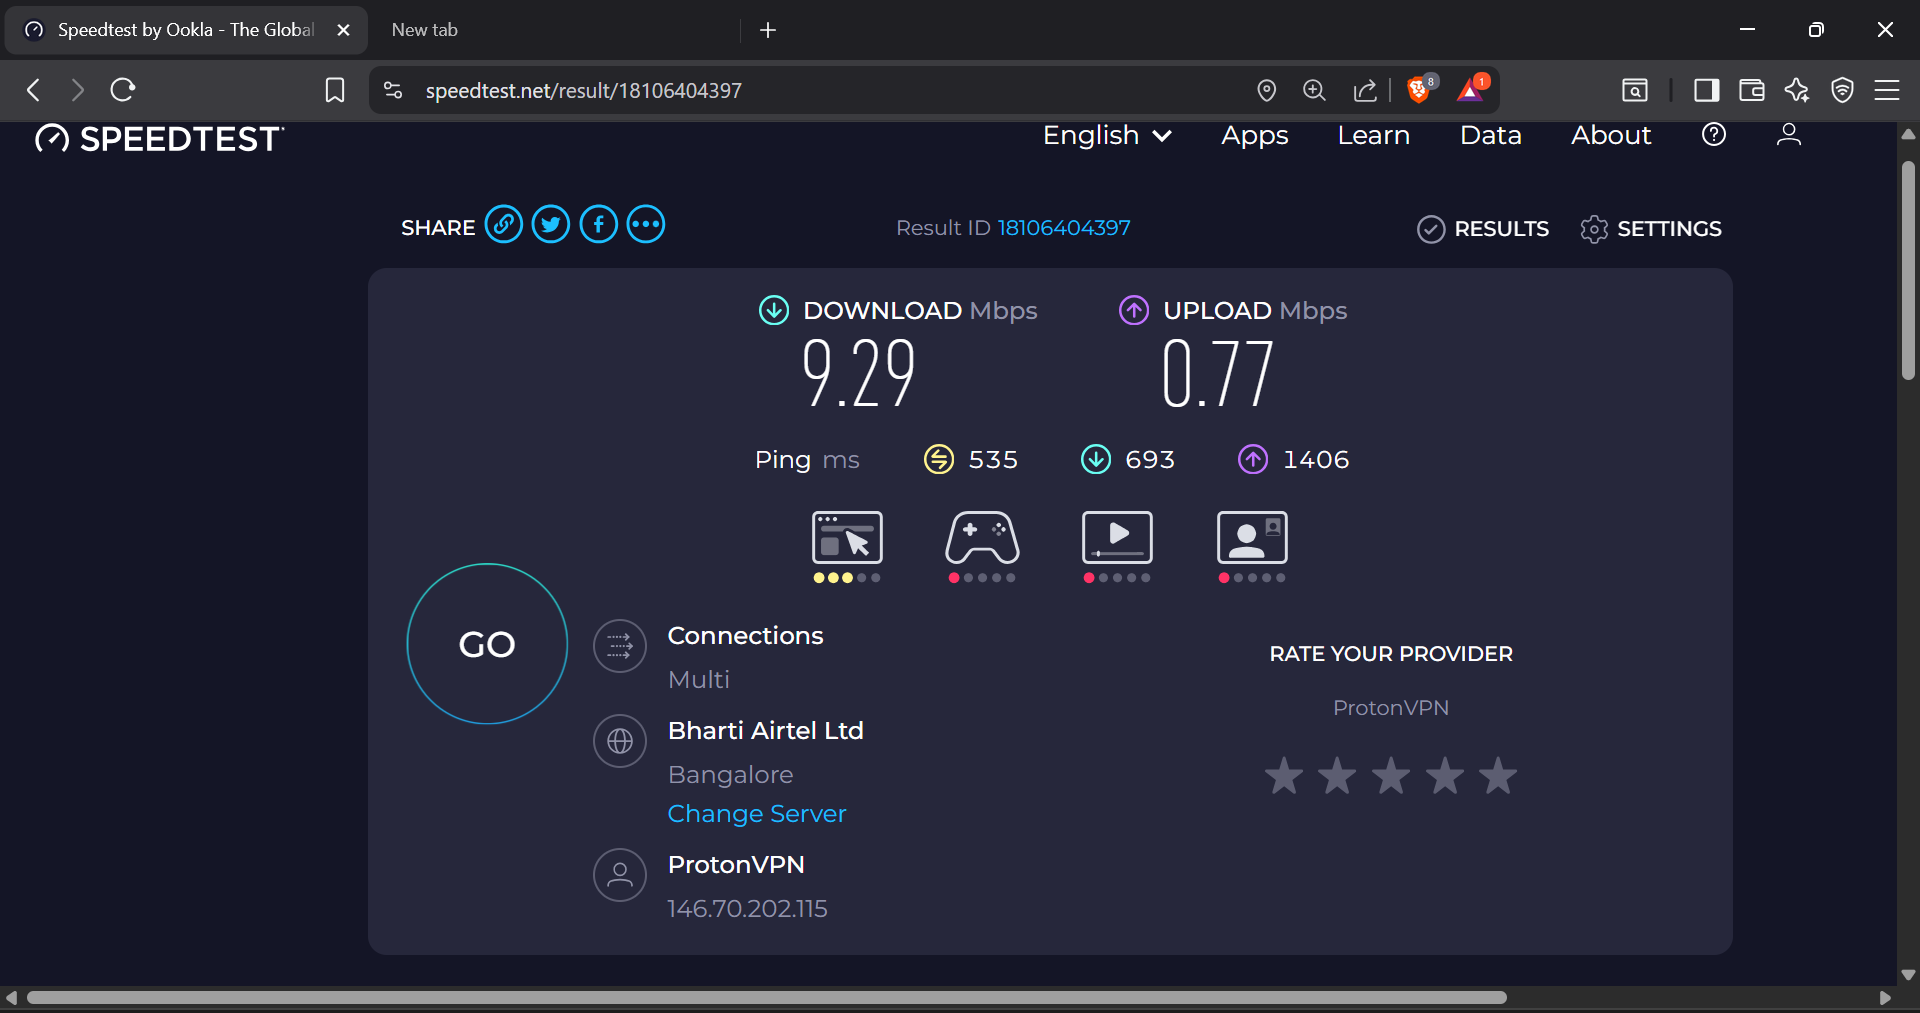 Speedtest by Ookla - The Global
New tab
speedtest.net/result/18106404397
8
1
SPEEDTEST
English
Apps
Learn
Data
About
SHARE
Result ID 18106404397
RESULTS
SETTINGS
DOWNLOAD Mbps
9.29
UPLOAD Mbps
0.77
Ping ms
535
693
1406
GO
Connections
Multi
Bharti Airtel Ltd
Bangalore
Change Server
ProtonVPN
146.70.202.115
RATE YOUR PROVIDER
ProtonVPN